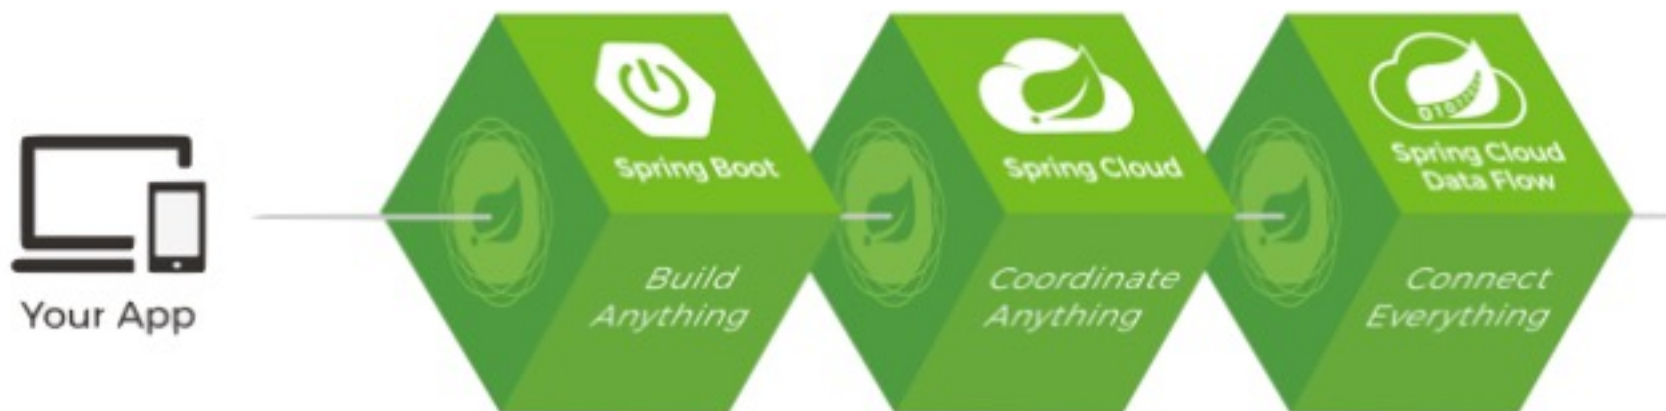 Your App
Spring Boot
Build
Anything
Spring Cloud
Coordinate
Anything
Spring Cloud
Data Flow
Connect
Everything